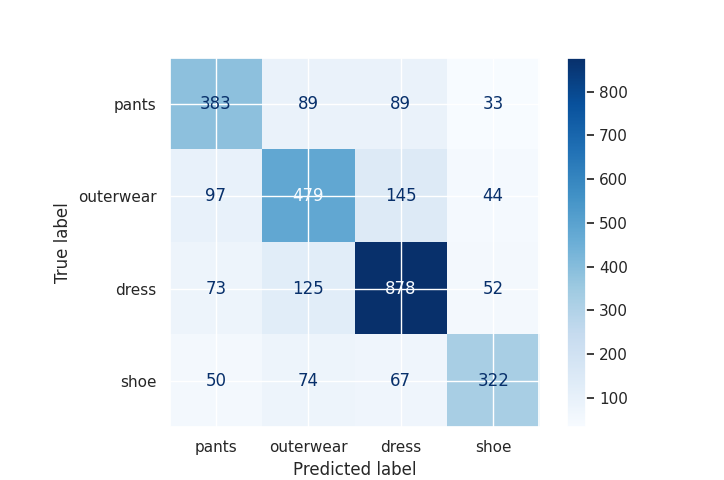 pants 383 89 89 33
outerwear 97 479 145 44
dress 73 125 878 52
shoe 50 74 67 322
pants outerwear dress shoe
Predicted label
True label
800
700
600
500
400
300
200
100